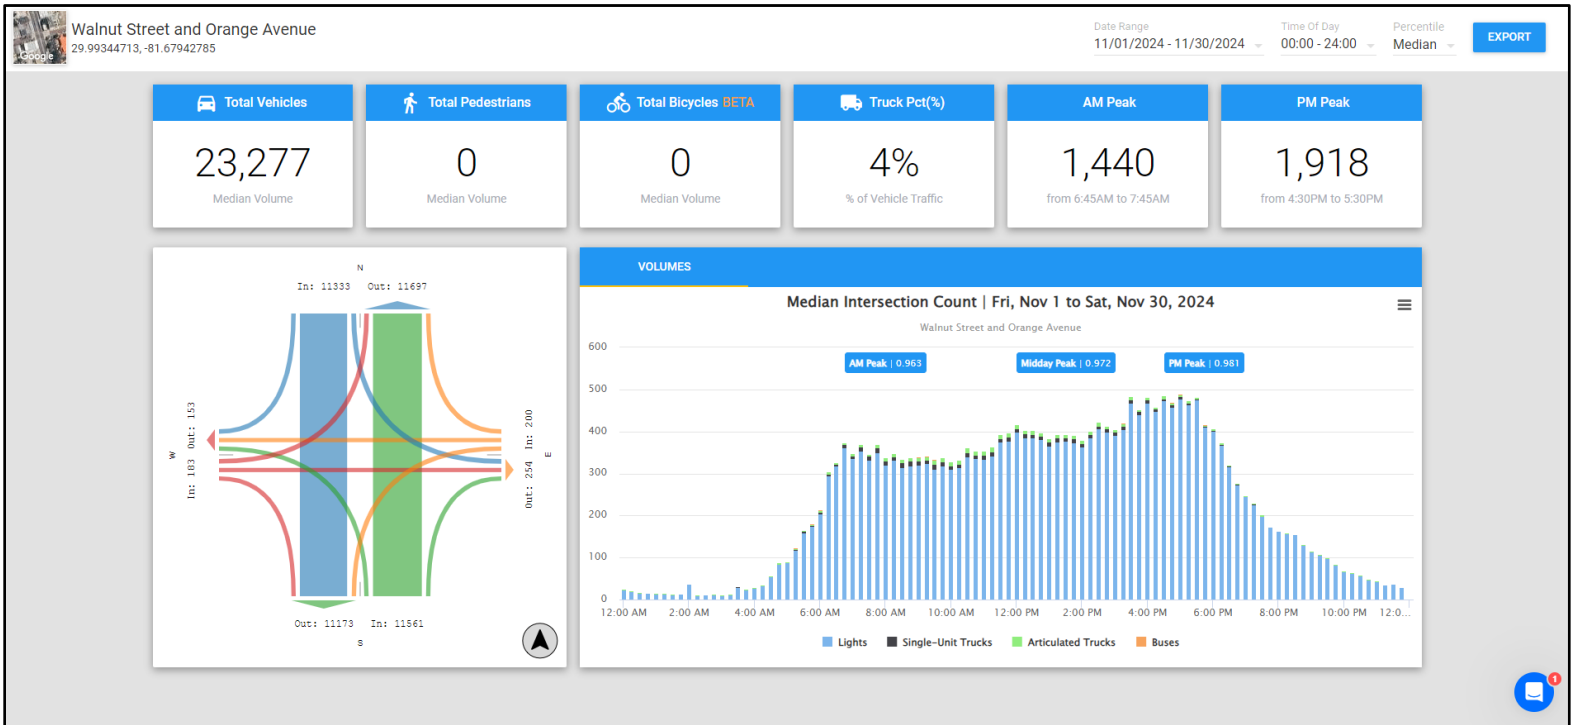 Google
Walnut Street and Orange Avenue
29.99344713, -81.67942785
Date Range
11/01/2024 - 11/30/2024
Time Of Day
00:00 - 24:00
Percentile
Median
EXPORT
Total Vehicles
23,277
Median Volume
Total Pedestrians
0
Median Volume
Total Bicycles BETA
0
Median Volume
Truck Pct(%)
4%
% of Vehicle Traffic
AM Peak
1,440
from 6:45AM to 7:45AM
PM Peak
1,918
from 4:30PM to 5:30PM
N
In: 11333 Out: 11697
W
In: 183 Out: 153
Out: 254 In: 200
E
Out: 11173 In: 11561
S
VOLUMES
Median Intersection Count | Fri, Nov 1 to Sat, Nov 30, 2024
Walnut Street and Orange Avenue
AM Peak | 0.963
Midday Peak | 0.972
PM Peak | 0.981
600
500
400
300
200
100
0
12:00 AM 2:00 AM 4:00 AM 6:00 AM 8:00 AM 10:00 AM 12:00 PM 2:00 PM 4:00 PM 6:00 PM 8:00 PM 10:00 PM 12:0...
Lights Single-Unit Trucks Articulated Trucks Buses
1